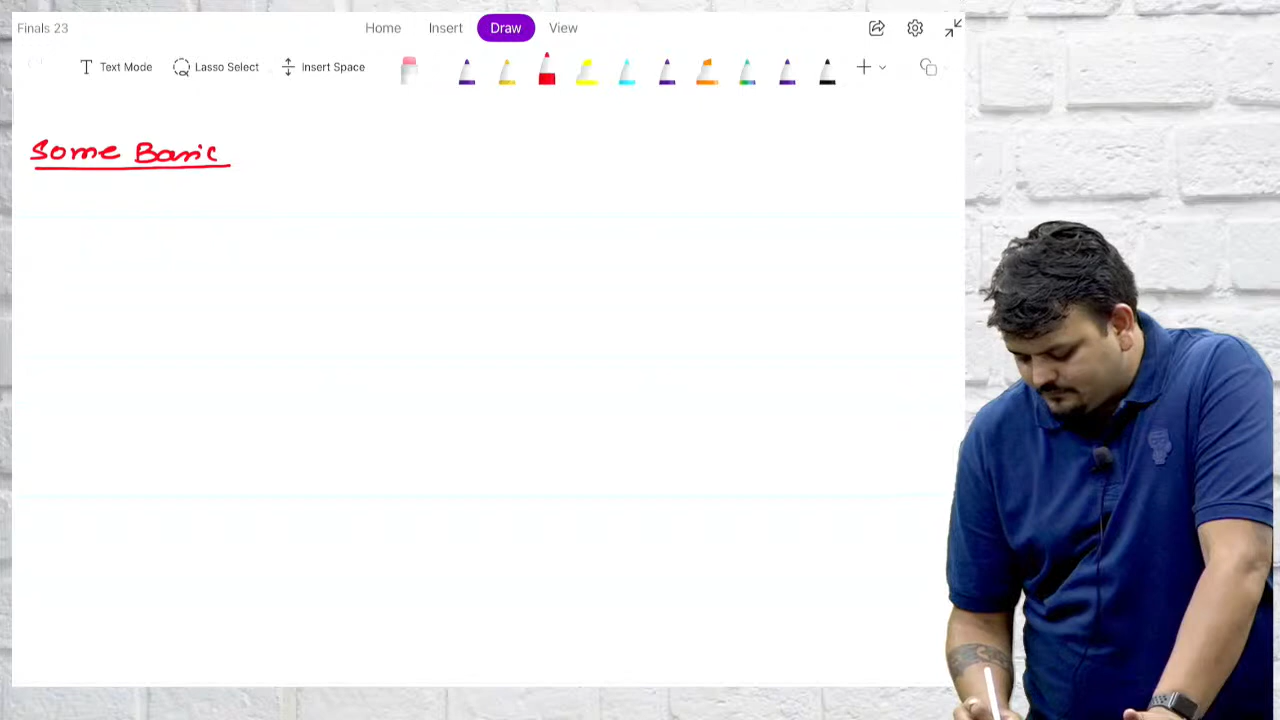 Finals 23
Home Insert Draw View
Text Mode Lasso Select Insert Space
Some Basic